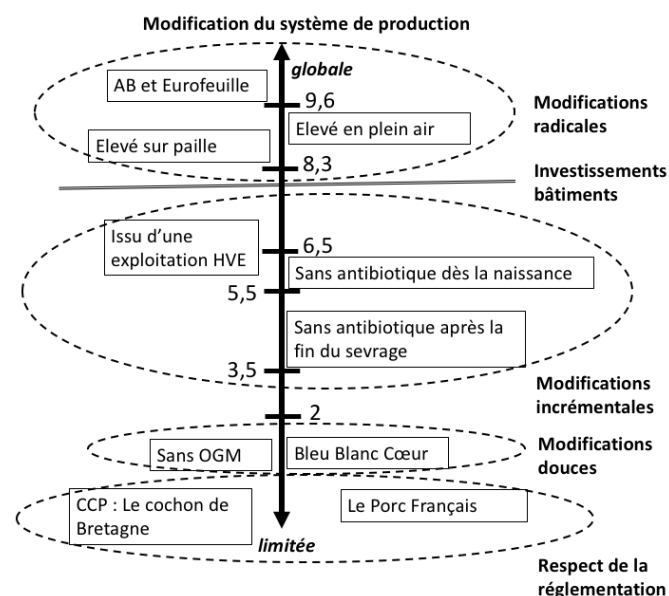 Modification du système de production
globale
AB et Eurofeuille
9,6
Modifications
radicales
Elevé en plein air
Elevé sur paille
8,3
Investissements
bâtiments
Issu d'une
exploitation HVE
6,5
Sans antibiotique dès la naissance
5,5
Sans antibiotique après la
fin du sevrage
3,5
Modifications
incrémentales
2
Modifications
douces
Sans OGM
Bleu Blanc Cœur
CCP : Le cochon de
Bretagne
Le Porc Français
limitée
Respect de la
réglementation